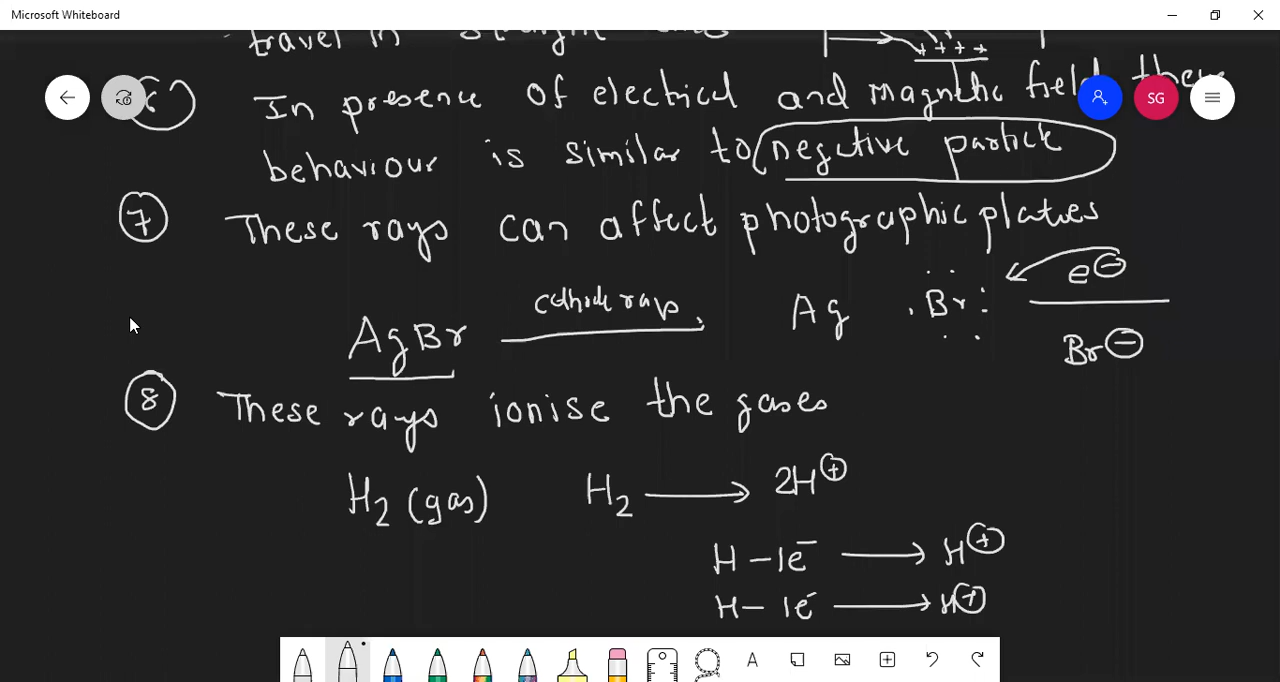 Microsoft Whiteboard
travel in straight
6 In presence of electrical and magnetic field there
SG
behaviour is similar to negative particle
7 These rays can affect photographic plates
AgBr cathode rays Ag Br e⊖
Br⊖
8 These rays ionise the gases
H2 (gas) H2 → 2H⊕
H - 1e⁻ → H⊕
H - 1e⁻ → H⊕
A